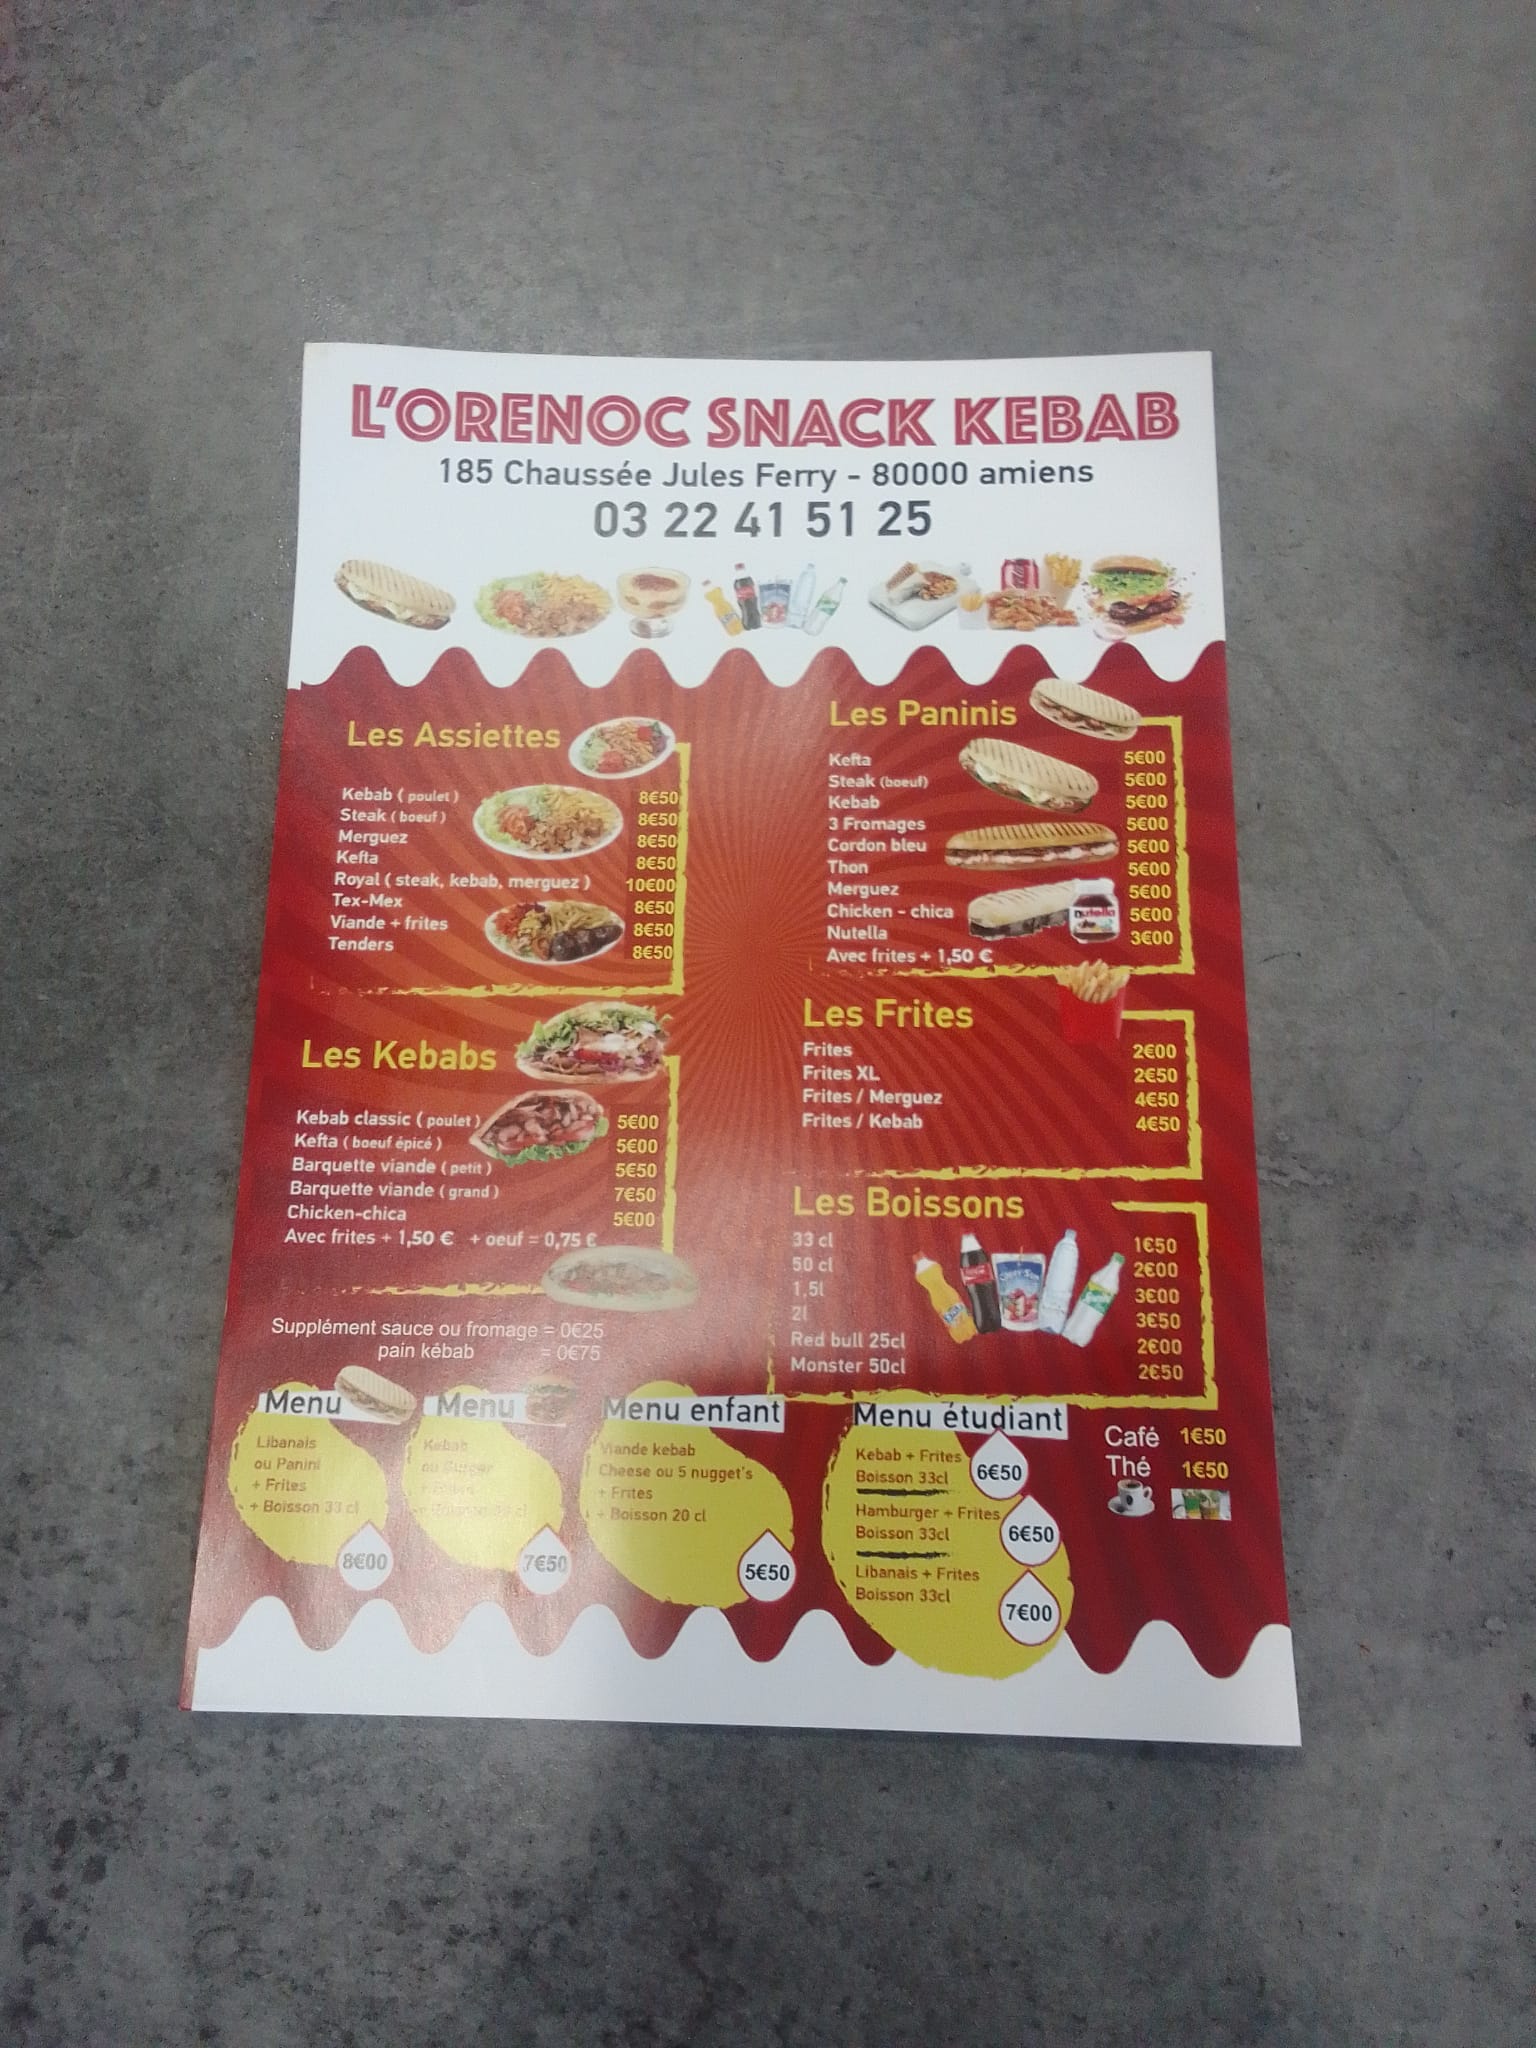 L'ORENOC SNACK KEBAB
185 Chaussée Jules Ferry - 80000 amiens
03 22 41 51 25
Les Assiettes
Kebab ( poulet ) 8€50
Steak ( boeuf ) 8€50
Merguez 8€50
Kefta 8€50
Royal ( steak, kebab, merguez ) 10€00
Tex-Mex 8€50
Viande + frites 8€50
Tenders 8€50
Les Kebabs
Kebab classic ( poulet ) 5€00
Kefta ( boeuf épicé ) 5€00
Barquette viande ( petit ) 5€50
Barquette viande ( grand ) 7€50
Chicken-chica 5€00
Avec frites + 1,50 € + oeuf = 0,75 €
Supplément sauce ou fromage = 0€25
pain kébab = 0€75
Les Paninis
Kefta 5€00
Steak (boeuf) 5€00
Kebab 5€00
3 Fromages 5€00
Cordon bleu 5€00
Thon 5€00
Merguez 5€00
Chicken - chica 5€00
Nutella 3€00
Avec frites + 1,50 €
nutella
Les Frites
Frites 2€00
Frites XL 2€50
Frites / Merguez 4€50
Frites / Kebab 4€50
Les Boissons
33 cl 1€50
50 cl 2€00
1,5l 3€00
2l 3€50
Red bull 25cl 2€00
Monster 50cl 2€50
Menu
Libanais
ou Panini
+ Frites
+ Boisson 33 cl
8€00
Menu
Kebab
ou Burger
7€50
Menu enfant
Viande kebab
Cheese ou 5 nugget's
+ Frites
+ Boisson 20 cl
5€50
Menu étudiant
Kebab + Frites
Boisson 33cl
6€50
Hamburger + Frites
Boisson 33cl
6€50
Libanais + Frites
Boisson 33cl
7€00
Café 1€50
Thé 1€50